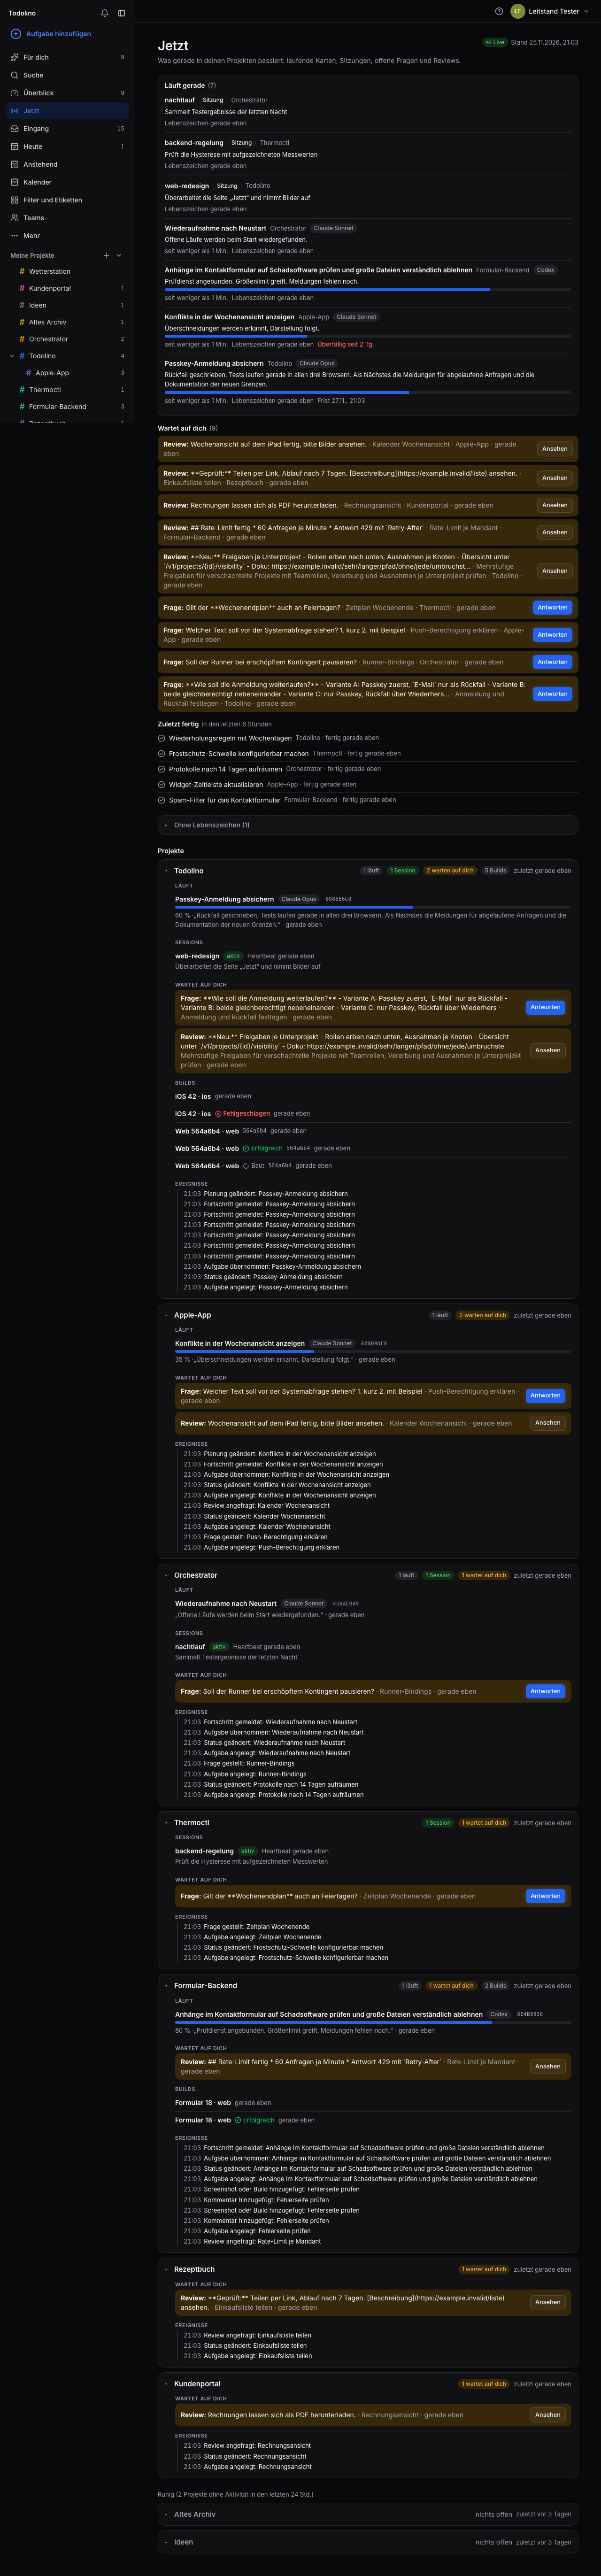 Todolino
Aufgabe hinzufügen
Für dich 9
Suche
Überblick 9
Jetzt
Eingang 15
Heute 1
Anstehend
Kalender
Filter und Etiketten
Teams
Mehr
Meine Projekte
Wetterstation
Kundenportal 1
Ideen 1
Altes Archiv 1
Orchestrator 2
Todolino 4
Apple-App 3
Thermoctl 1
Formular-Backend 3
LT Leitstand Tester
Jetzt
Live Stand 25.11.2026, 21:03
Was gerade in deinen Projekten passiert: laufende Karten, Sitzungen, offene Fragen und Reviews.
Läuft gerade (7)
nachtlauf Sitzung Orchestrator
Sammelt Testergebnisse der letzten Nacht
Lebenszeichen gerade eben
backend-regelung Sitzung Thermoctl
Prüft die Hysterese mit aufgezeichneten Messwerten
Lebenszeichen gerade eben
web-redesign Sitzung Todolino
Überarbeitet die Seite „Jetzt“ und nimmt Bilder auf
Lebenszeichen gerade eben
Wiederaufnahme nach Neustart Orchestrator Claude Sonnet
Offene Läufe werden beim Start wiedergefunden.
seit weniger als 1 Min. Lebenszeichen gerade eben
Anhänge im Kontaktformular auf Schadsoftware prüfen und große Dateien verständlich ablehnen Formular-Backend Codex
Prüfdienst angebunden. Größenlimit greift. Meldungen fehlen noch.
seit weniger als 1 Min. Lebenszeichen gerade eben
Konflikte in der Wochenansicht anzeigen Apple-App Claude Sonnet
Überschneidungen werden erkannt, Darstellung folgt.
seit weniger als 1 Min. Lebenszeichen gerade eben Überfällig seit 2 Tg.
Passkey-Anmeldung absichern Todolino Claude Opus
Rückfall geschrieben, Tests laufen gerade in allen drei Browsern. Als Nächstes die Meldungen für abgelaufene Anfragen und die
Dokumentation der neuen Grenzen.
seit weniger als 1 Min. Lebenszeichen gerade eben Frist 27.11., 21:03
Wartet auf dich (9)
Review: Wochenansicht auf dem iPad fertig, bitte Bilder ansehen. · Kalender Wochenansicht · Apple-App · gerade
eben
Ansehen
Review: **Geprüft:** Teilen per Link, Ablauf nach 7 Tagen. [Beschreibung](https://example.invalid/liste) ansehen. ·
Einkaufsliste teilen · Rezeptbuch · gerade eben
Ansehen
Review: Rechnungen lassen sich als PDF herunterladen. · Rechnungsansicht · Kundenportal · gerade eben
Ansehen
Review: ## Rate-Limit fertig * 60 Anfragen je Minute * Antwort 429 mit `Retry-After` · Rate-Limit je Mandant ·
Formular-Backend · gerade eben
Ansehen
Review: **Neu:** Freigaben je Unterprojekt - Rollen erben nach unten, Ausnahmen je Knoten - Übersicht unter
`/v1/projects/{id}/visibility` - Doku: https://example.invalid/sehr/langer/pfad/ohne/jede/umbruchst… · Mehrstufige
Freigaben für verschachtelte Projekte mit Teamrollen, Vererbung und Ausnahmen je Unterprojekt prüfen · Todolino ·
gerade eben
Ansehen
Frage: Gilt der **Wochenendplan** auch an Feiertagen? · Zeitplan Wochenende · Thermoctl · gerade eben
Antworten
Frage: Welcher Text soll vor der Systemabfrage stehen? 1. kurz 2. mit Beispiel · Push-Berechtigung erklären · Apple-
App · gerade eben
Antworten
Frage: Soll der Runner bei erschöpftem Kontingent pausieren? · Runner-Bindings · Orchestrator · gerade eben
Antworten
Frage: **Wie soll die Anmeldung weiterlaufen?** - Variante A: Passkey zuerst, `E-Mail` nur als Rückfall - Variante B:
beide gleichberechtigt nebeneinander - Variante C: nur Passkey, Rückfall über Wiederhers… · Anmeldung und
Rückfall festlegen · Todolino · gerade eben
Antworten
Zuletzt fertig in den letzten 6 Stunden
Wiederholungsregeln mit Wochentagen Todolino · fertig gerade eben
Frostschutz-Schwelle konfigurierbar machen Thermoctl · fertig gerade eben
Protokolle nach 14 Tagen aufräumen Orchestrator · fertig gerade eben
Widget-Zeitleiste aktualisieren Apple-App · fertig gerade eben
Spam-Filter für das Kontaktformular Formular-Backend · fertig gerade eben
Ohne Lebenszeichen (1)
Projekte
Todolino 1 läuft 1 Session 2 warten auf dich 5 Builds zuletzt gerade eben
LÄUFT
Passkey-Anmeldung absichern Claude Opus
60 % · „Rückfall geschrieben, Tests laufen gerade in allen drei Browsern. Als Nächstes die Meldungen für abgelaufene Anfragen und die
Dokumentation der neuen Grenzen.“ · gerade eben
SESSIONS
web-redesign aktiv Heartbeat gerade eben
Überarbeitet die Seite „Jetzt“ und nimmt Bilder auf
WARTET AUF DICH
Frage: **Wie soll die Anmeldung weiterlaufen?** - Variante A: Passkey zuerst, `E-Mail` nur als Rückfall -
Variante B: beide gleichberechtigt nebeneinander - Variante C: nur Passkey, Rückfall über Wiederhers ·
Anmeldung und Rückfall festlegen · gerade eben
Antworten
Review: **Neu:** Freigaben je Unterprojekt - Rollen erben nach unten, Ausnahmen je Knoten - Übersicht
unter `/v1/projects/{id}/visibility` - Doku: https://example.invalid/sehr/langer/pfad/ohne/jede/umbruchste ·
Mehrstufige Freigaben für verschachtelte Projekte mit Teamrollen, Vererbung und Ausnahmen je Unterprojekt
prüfen · gerade eben
Ansehen
BUILDS
iOS 42 · ios gerade eben
iOS 42 · ios Fehlgeschlagen gerade eben
Web 564a6b4 · web 564a6b4 gerade eben
Web 564a6b4 · web Erfolgreich 564a6b4 gerade eben
Web 564a6b4 · web Baut 564a6b4 gerade eben
EREIGNISSE
21:03 Planung geändert: Passkey-Anmeldung absichern
21:03 Fortschritt gemeldet: Passkey-Anmeldung absichern
21:03 Fortschritt gemeldet: Passkey-Anmeldung absichern
21:03 Fortschritt gemeldet: Passkey-Anmeldung absichern
21:03 Fortschritt gemeldet: Passkey-Anmeldung absichern
21:03 Fortschritt gemeldet: Passkey-Anmeldung absichern
21:03 Fortschritt gemeldet: Passkey-Anmeldung absichern
21:03 Aufgabe übernommen: Passkey-Anmeldung absichern
21:03 Status geändert: Passkey-Anmeldung absichern
21:03 Aufgabe angelegt: Passkey-Anmeldung absichern
Apple-App 1 läuft 2 warten auf dich zuletzt gerade eben
LÄUFT
Konflikte in der Wochenansicht anzeigen Claude Sonnet
35 % · „Überschneidungen werden erkannt, Darstellung folgt.“ · gerade eben
WARTET AUF DICH
Frage: Welcher Text soll vor der Systemabfrage stehen? 1. kurz 2. mit Beispiel · Push-Berechtigung erklären ·
gerade eben
Antworten
Review: Wochenansicht auf dem iPad fertig, bitte Bilder ansehen. · Kalender Wochenansicht · gerade eben
Ansehen
EREIGNISSE
21:03 Planung geändert: Konflikte in der Wochenansicht anzeigen
21:03 Fortschritt gemeldet: Konflikte in der Wochenansicht anzeigen
21:03 Aufgabe übernommen: Konflikte in der Wochenansicht anzeigen
21:03 Status geändert: Konflikte in der Wochenansicht anzeigen
21:03 Aufgabe angelegt: Konflikte in der Wochenansicht anzeigen
21:03 Review angefragt: Kalender Wochenansicht
21:03 Status geändert: Kalender Wochenansicht
21:03 Aufgabe angelegt: Kalender Wochenansicht
21:03 Frage gestellt: Push-Berechtigung erklären
21:03 Aufgabe angelegt: Push-Berechtigung erklären
Orchestrator 1 läuft 1 Session 1 wartet auf dich zuletzt gerade eben
LÄUFT
Wiederaufnahme nach Neustart Claude Sonnet
„Offene Läufe werden beim Start wiedergefunden.“ · gerade eben
SESSIONS
nachtlauf aktiv Heartbeat gerade eben
Sammelt Testergebnisse der letzten Nacht
WARTET AUF DICH
Frage: Soll der Runner bei erschöpftem Kontingent pausieren? · Runner-Bindings · gerade eben
Antworten
EREIGNISSE
21:03 Fortschritt gemeldet: Wiederaufnahme nach Neustart
21:03 Aufgabe übernommen: Wiederaufnahme nach Neustart
21:03 Status geändert: Wiederaufnahme nach Neustart
21:03 Aufgabe angelegt: Wiederaufnahme nach Neustart
21:03 Frage gestellt: Runner-Bindings
21:03 Aufgabe angelegt: Runner-Bindings
21:03 Status geändert: Protokolle nach 14 Tagen aufräumen
21:03 Aufgabe angelegt: Protokolle nach 14 Tagen aufräumen
Thermoctl 1 Session 1 wartet auf dich zuletzt gerade eben
SESSIONS
backend-regelung aktiv Heartbeat gerade eben
Prüft die Hysterese mit aufgezeichneten Messwerten
WARTET AUF DICH
Frage: Gilt der **Wochenendplan** auch an Feiertagen? · Zeitplan Wochenende · gerade eben
Antworten
EREIGNISSE
21:03 Frage gestellt: Zeitplan Wochenende
21:03 Aufgabe angelegt: Zeitplan Wochenende
21:03 Status geändert: Frostschutz-Schwelle konfigurierbar machen
21:03 Aufgabe angelegt: Frostschutz-Schwelle konfigurierbar machen
Formular-Backend 1 läuft 1 wartet auf dich 2 Builds zuletzt gerade eben
LÄUFT
Anhänge im Kontaktformular auf Schadsoftware prüfen und große Dateien verständlich ablehnen Codex
80 % · „Prüfdienst angebunden. Größenlimit greift. Meldungen fehlen noch.“ · gerade eben
WARTET AUF DICH
Review: ## Rate-Limit fertig * 60 Anfragen je Minute * Antwort 429 mit `Retry-After` · Rate-Limit je Mandant ·
gerade eben
Ansehen
BUILDS
Formular 18 · web gerade eben
Formular 18 · web Erfolgreich gerade eben
EREIGNISSE
21:03 Fortschritt gemeldet: Anhänge im Kontaktformular auf Schadsoftware prüfen und große Dateien verständlich ablehnen
21:03 Aufgabe übernommen: Anhänge im Kontaktformular auf Schadsoftware prüfen und große Dateien verständlich ablehnen
21:03 Status geändert: Anhänge im Kontaktformular auf Schadsoftware prüfen und große Dateien verständlich ablehnen
21:03 Aufgabe angelegt: Anhänge im Kontaktformular auf Schadsoftware prüfen und große Dateien verständlich ablehnen
21:03 Screenshot oder Build hinzugefügt: Fehlerseite prüfen
21:03 Kommentar hinzugefügt: Fehlerseite prüfen
21:03 Screenshot oder Build hinzugefügt: Fehlerseite prüfen
21:03 Kommentar hinzugefügt: Fehlerseite prüfen
21:03 Aufgabe angelegt: Fehlerseite prüfen
21:03 Review angefragt: Rate-Limit je Mandant
Rezeptbuch 1 wartet auf dich zuletzt gerade eben
WARTET AUF DICH
Review: **Geprüft:** Teilen per Link, Ablauf nach 7 Tagen. [Beschreibung](https://example.invalid/liste)
ansehen. · Einkaufsliste teilen · gerade eben
Ansehen
EREIGNISSE
21:03 Review angefragt: Einkaufsliste teilen
21:03 Status geändert: Einkaufsliste teilen
21:03 Aufgabe angelegt: Einkaufsliste teilen
Kundenportal 1 wartet auf dich zuletzt gerade eben
WARTET AUF DICH
Review: Rechnungen lassen sich als PDF herunterladen. · Rechnungsansicht · gerade eben
Ansehen
EREIGNISSE
21:03 Review angefragt: Rechnungsansicht
21:03 Status geändert: Rechnungsansicht
21:03 Aufgabe angelegt: Rechnungsansicht
Ruhig (2 Projekte ohne Aktivität in den letzten 24 Std.)
Altes Archiv nichts offen zuletzt vor 3 Tagen
Ideen nichts offen zuletzt vor 3 Tagen